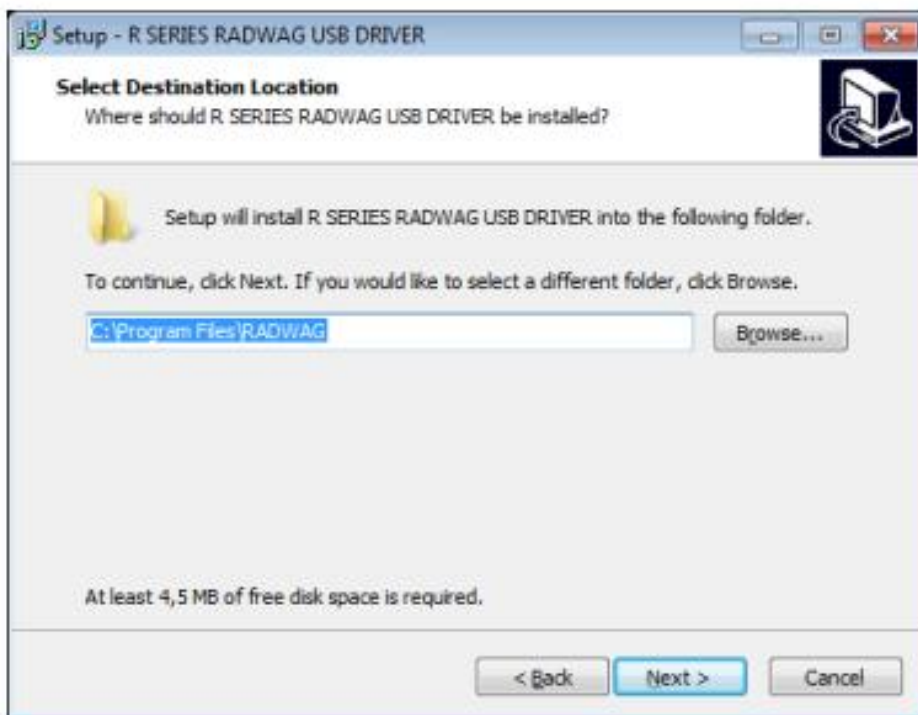 Setup - R SERIES RADWAG USB DRIVER
Select Destination Location
Where should R SERIES RADWAG USB DRIVER be installed?
Setup will install R SERIES RADWAG USB DRIVER into the following folder.
To continue, click Next. If you would like to select a different folder, click Browse.
C:\Program Files\RADWAG
Browse...
At least 4,5 MB of free disk space is required.
< Back
Next >
Cancel